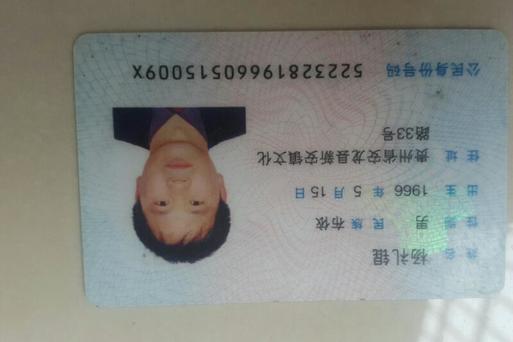 姓名 杨礼锟
性别 男 民族 布依
出生 1966 年 5 月 15 日
住址 贵州省安龙县新安镇文化
路33号
公民身份号码 52232819660515009X